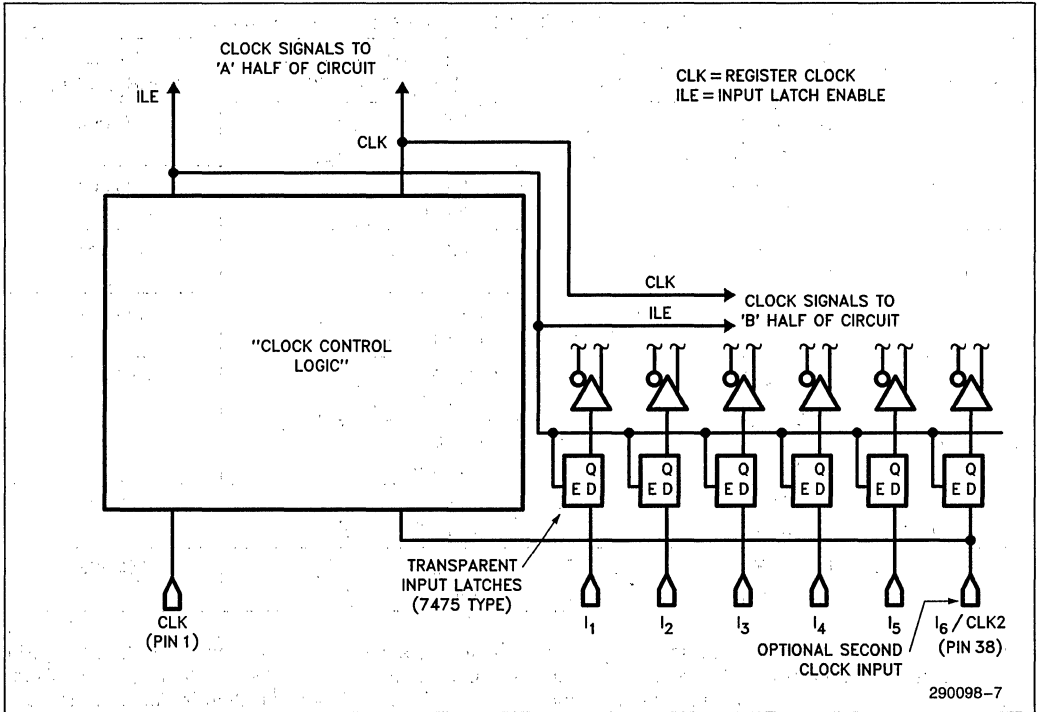 CLOCK SIGNALS TO
'A' HALF OF CIRCUIT
ILE
CLK = REGISTER CLOCK
ILE = INPUT LATCH ENABLE
CLK
CLK
CLOCK SIGNALS TO
'B' HALF OF CIRCUIT
ILE
"CLOCK CONTROL
LOGIC"
Q Q Q Q Q Q
E D E D E D E D E D E D
TRANSPARENT
INPUT LATCHES
(7475 TYPE)
CLK
(PIN 1)
I₁ I₂ I₃ I₄ I₅ I₆ / CLK2
(PIN 38)
OPTIONAL SECOND
CLOCK INPUT
290098-7